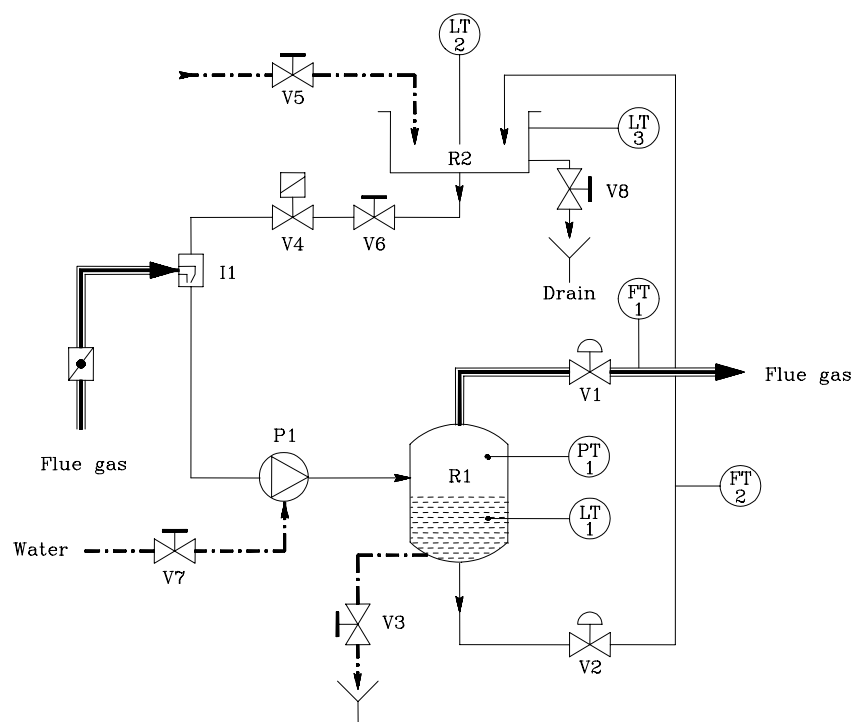 LT
2
V5
LT
3
R2
V8
V4
V6
I1
Drain
FT
1
Flue gas
V1
P1
Flue gas
PT
1
R1
FT
2
LT
1
Water
V7
V3
V2